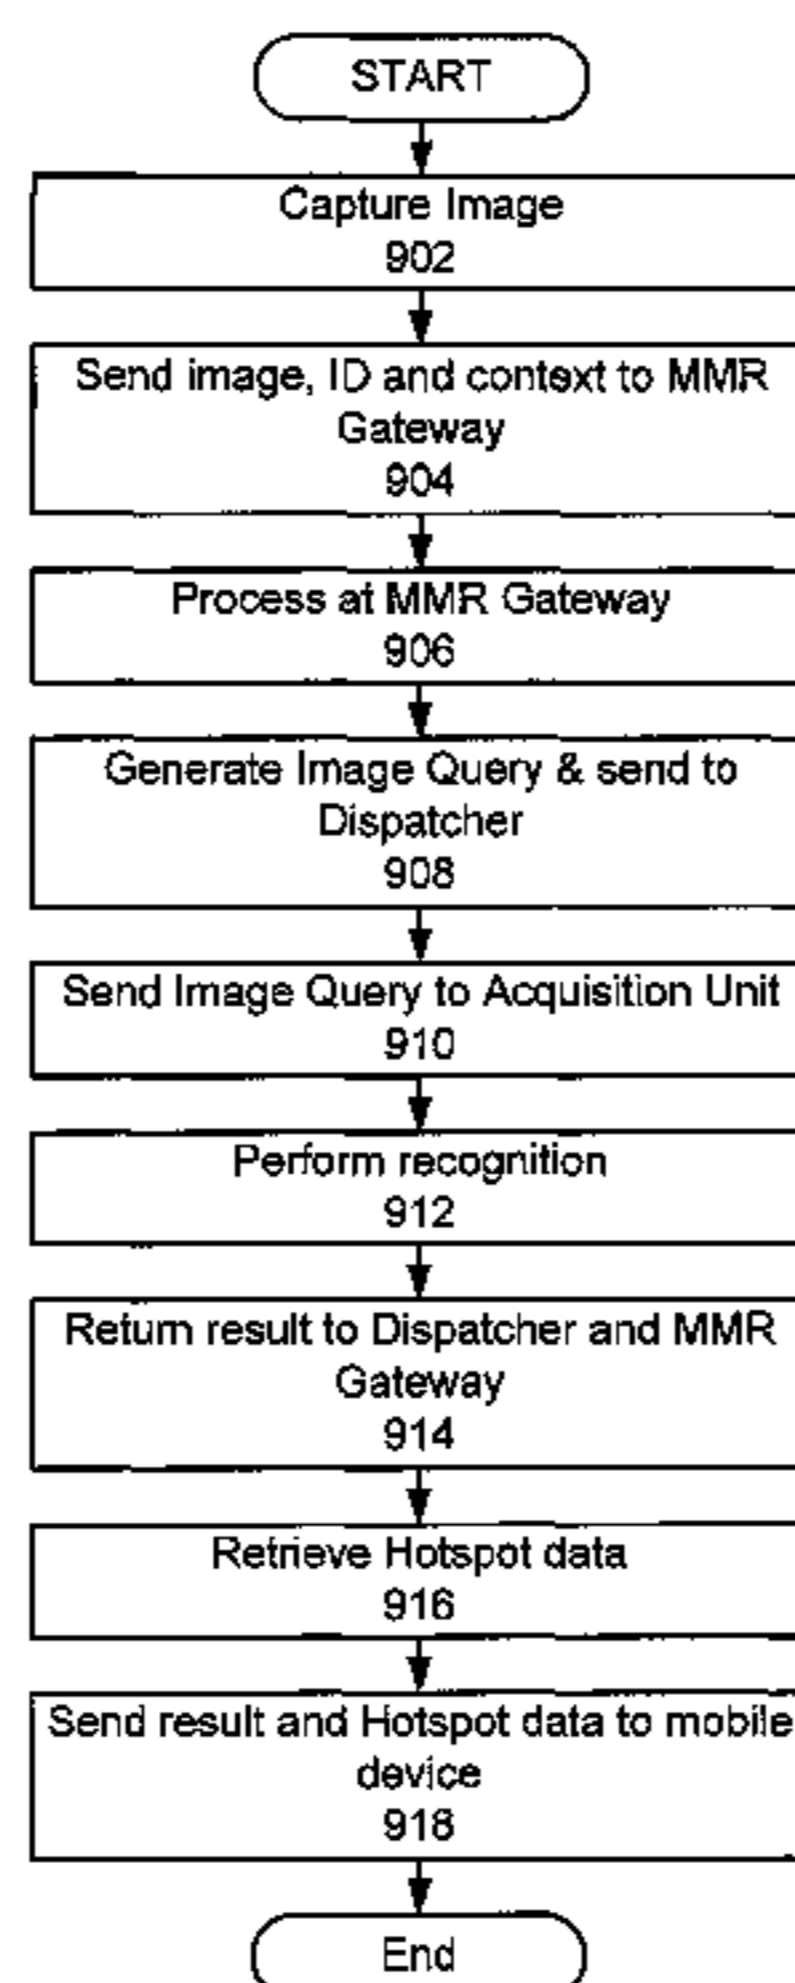 START
Capture Image
902
Send image, ID and context to MMR
Gateway
904
Process at MMR Gateway
906
Generate Image Query & send to
Dispatcher
908
Send Image Query to Acquisition Unit
910
Perform recognition
912
Return result to Dispatcher and MMR
Gateway
914
Retrieve Hotspot data
916
Send result and Hotspot data to mobile
device
918
End